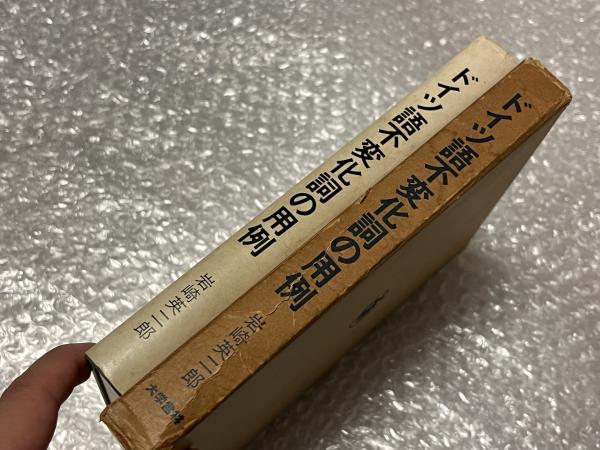 ドイツ語不変化詞の用例
岩崎英二郎
ドイツ語不変化詞の用例
岩崎英二郎
大学書林